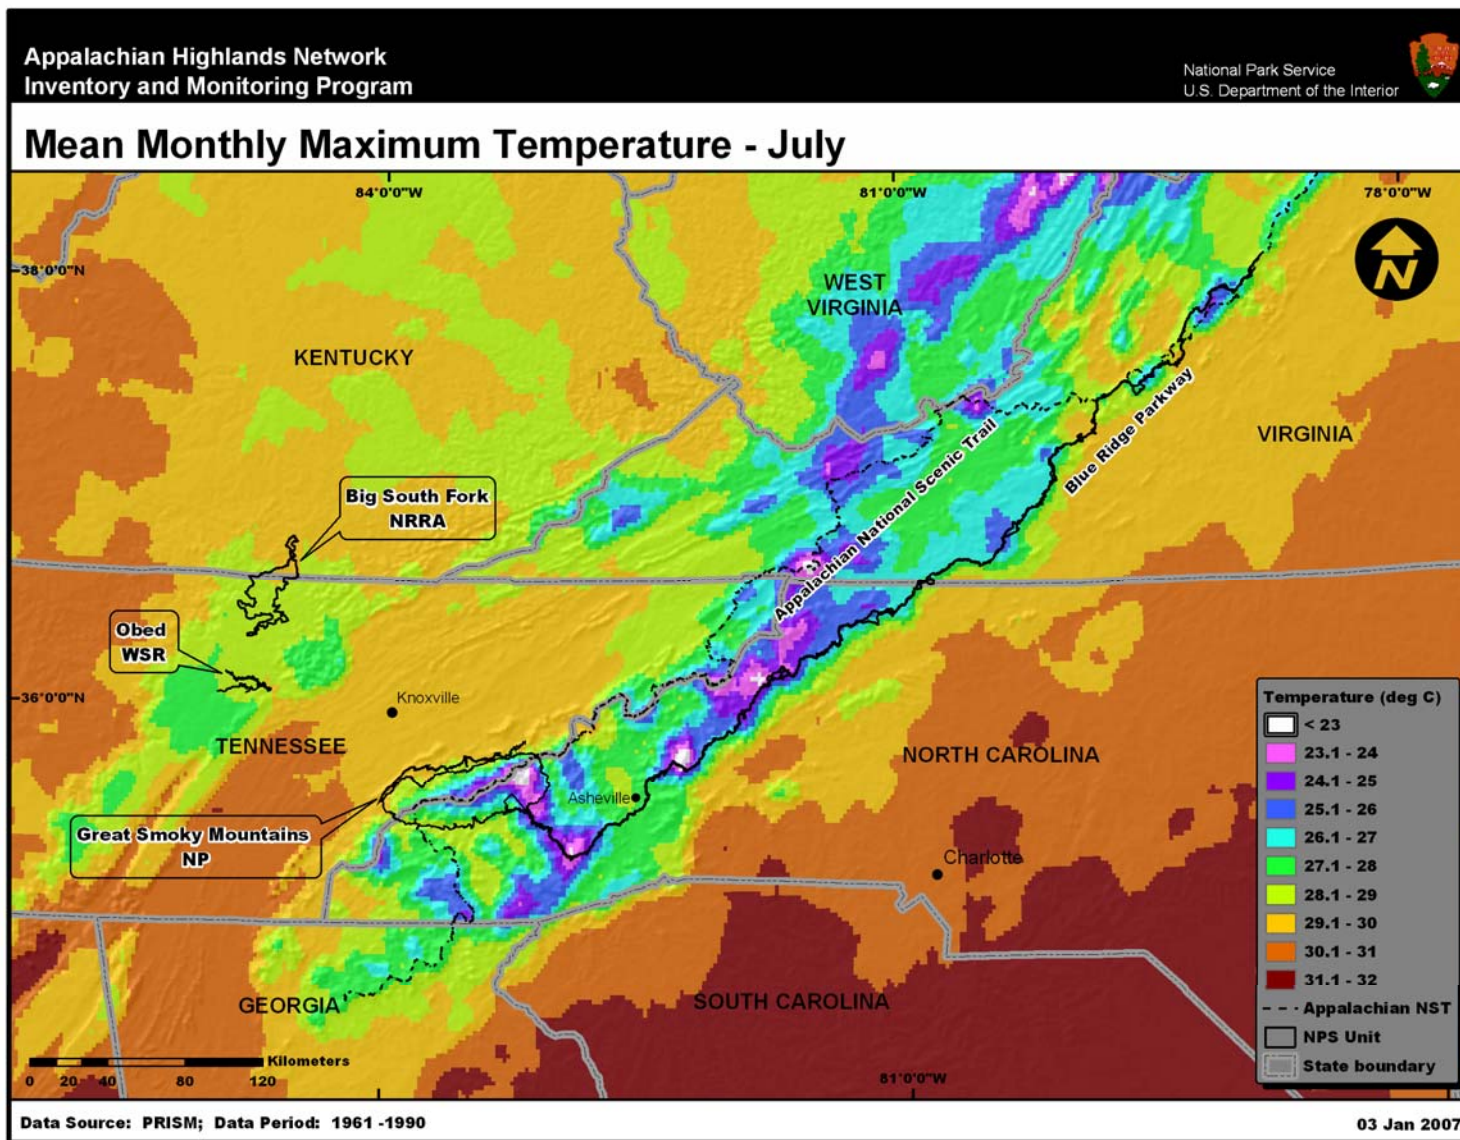 Appalachian Highlands Network
Inventory and Monitoring Program
National Park Service
U.S. Department of the Interior
Mean Monthly Maximum Temperature - July
84°0'0"W
81°0'0"W
78°0'0"W
38°0'0"N
N
WEST
VIRGINIA
KENTUCKY
VIRGINIA
Blue Ridge Parkway
Appalachian National Scenic Trail
Big South Fork
NRRA
Obed
WSR
36°0'0"N
Knoxville
TENNESSEE
NORTH CAROLINA
Asheville
Great Smoky Mountains
NP
Charlotte
GEORGIA
SOUTH CAROLINA
Temperature (deg C)
< 23
23.1 - 24
24.1 - 25
25.1 - 26
26.1 - 27
27.1 - 28
28.1 - 29
29.1 - 30
30.1 - 31
31.1 - 32
Appalachian NST
NPS Unit
State boundary
Kilometers
0 20 40 80 120
81°0'0"W
Data Source: PRISM; Data Period: 1961 -1990
03 Jan 2007